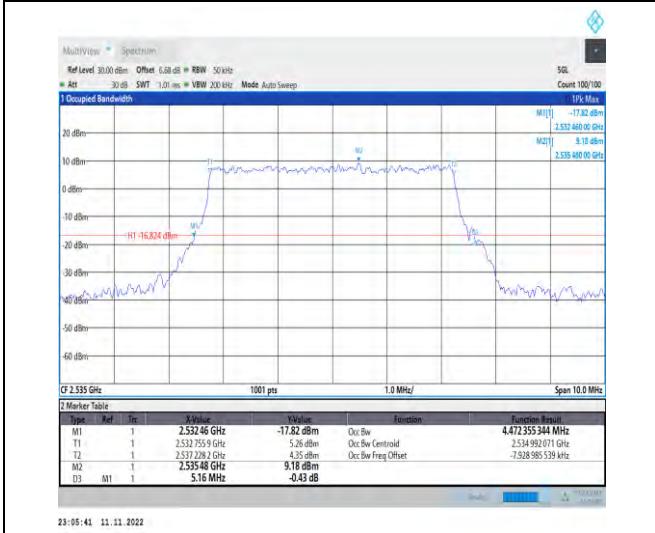 MultiView Spectrum
Ref Level 30.00 dBm Offset 6.68 dB RBW 50 kHz SGL
Att 30 dB SWT 1.01 ms VBW 200 kHz Mode Auto Sweep Count 100/100
1 Occupied Bandwidth 1Pk Max
M1[1] -17.82 dBm
2.532 460 00 GHz
M2[1] 9.18 dBm
2.535 480 00 GHz
20 dBm
M2
10 dBm
T1 T2
0 dBm
-10 dBm
M1
H1 -16.824 dBm
D3
-20 dBm
-30 dBm
-40 dBm
-50 dBm
-60 dBm
CF 2.535 GHz 1001 pts 1.0 MHz/ Span 10.0 MHz
2 Marker Table
Type Ref Trc X-Value Y-Value Function Function Result
M1 1 2.532 46 GHz -17.82 dBm Occ Bw 4.472 355 344 MHz
T1 1 2.532 755 9 GHz 5.26 dBm Occ Bw Centroid 2.534 992 071 GHz
T2 1 2.537 228 2 GHz 4.35 dBm Occ Bw Freq Offset -7.928 985 539 kHz
M2 1 2.535 48 GHz 9.18 dBm
D3 M1 1 5.16 MHz -0.43 dB
23:05:41 11.11.2022